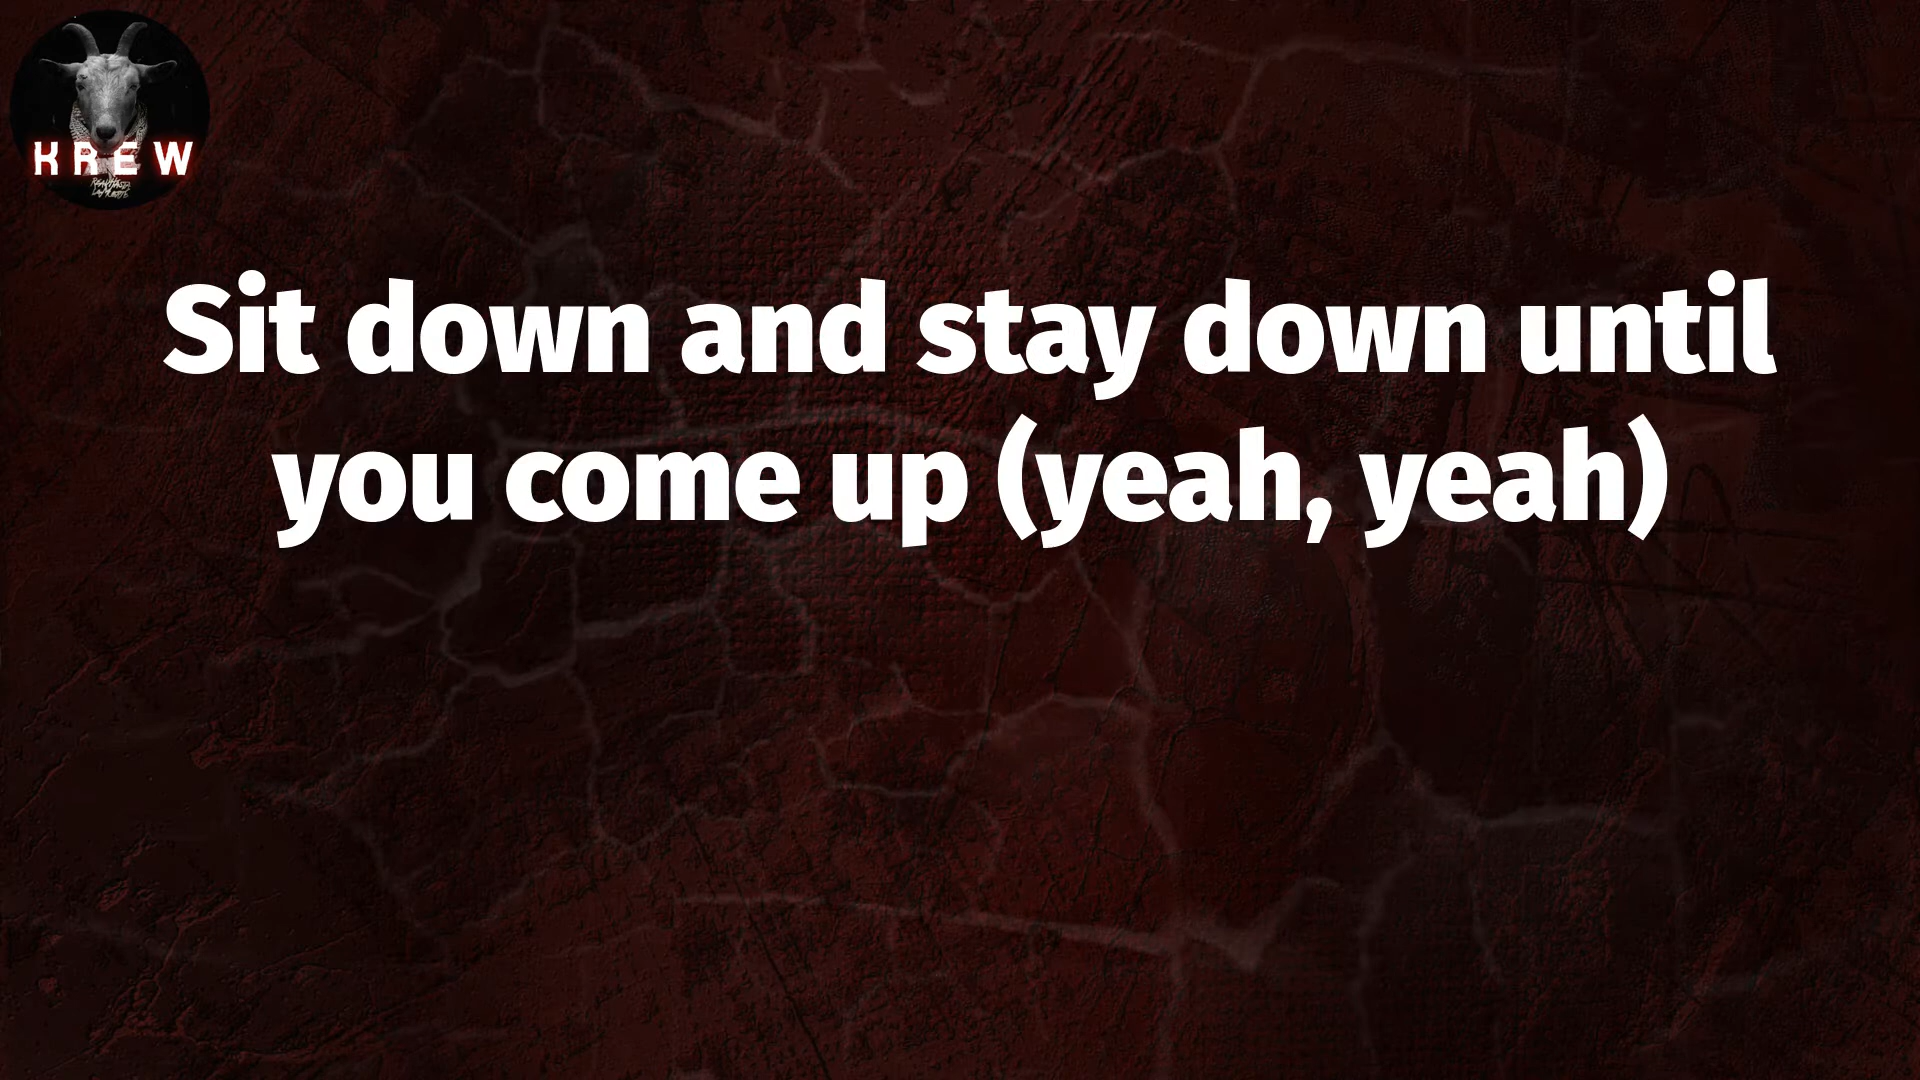 KREW
Sit down and stay down until
you come up (yeah, yeah)